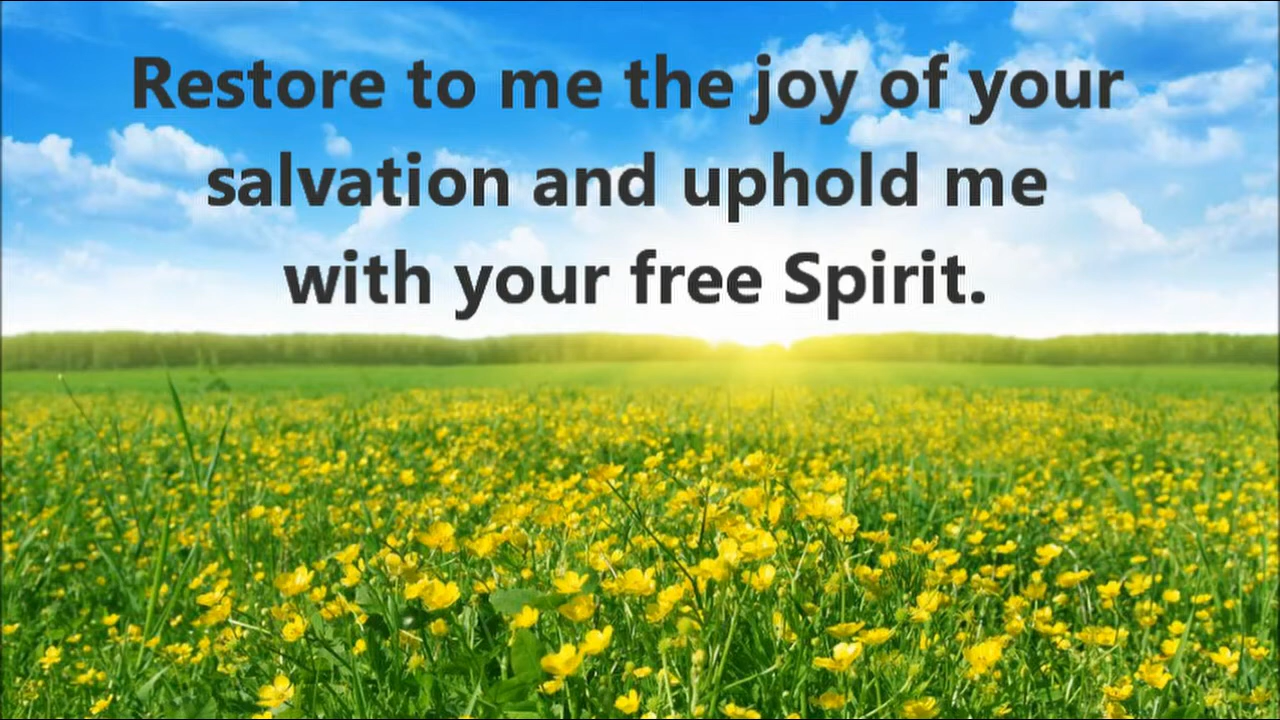 Restore to me the joy of your
salvation and uphold me
with your free Spirit.